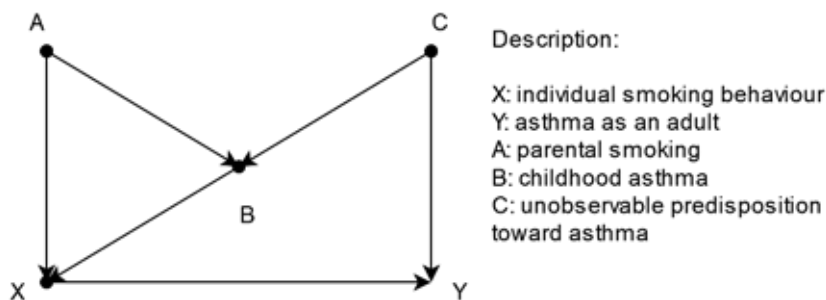 A
C
Description:
X: individual smoking behaviour
Y: asthma as an adult
A: parental smoking
B: childhood asthma
C: unobservable predisposition
toward asthma
B
X
Y